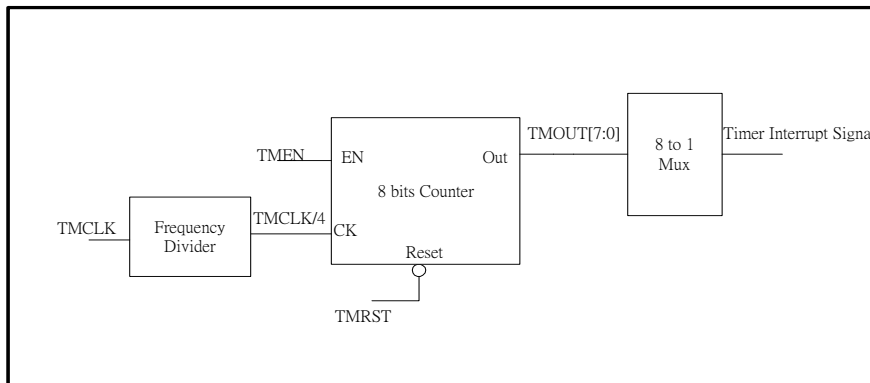 TMOUT[7:0]
Timer Interrupt Signa
8 to 1
Mux
TMEN
EN
Out
8 bits Counter
TMCLK
Frequency
Divider
TMCLK/4
CK
Reset
TMRST